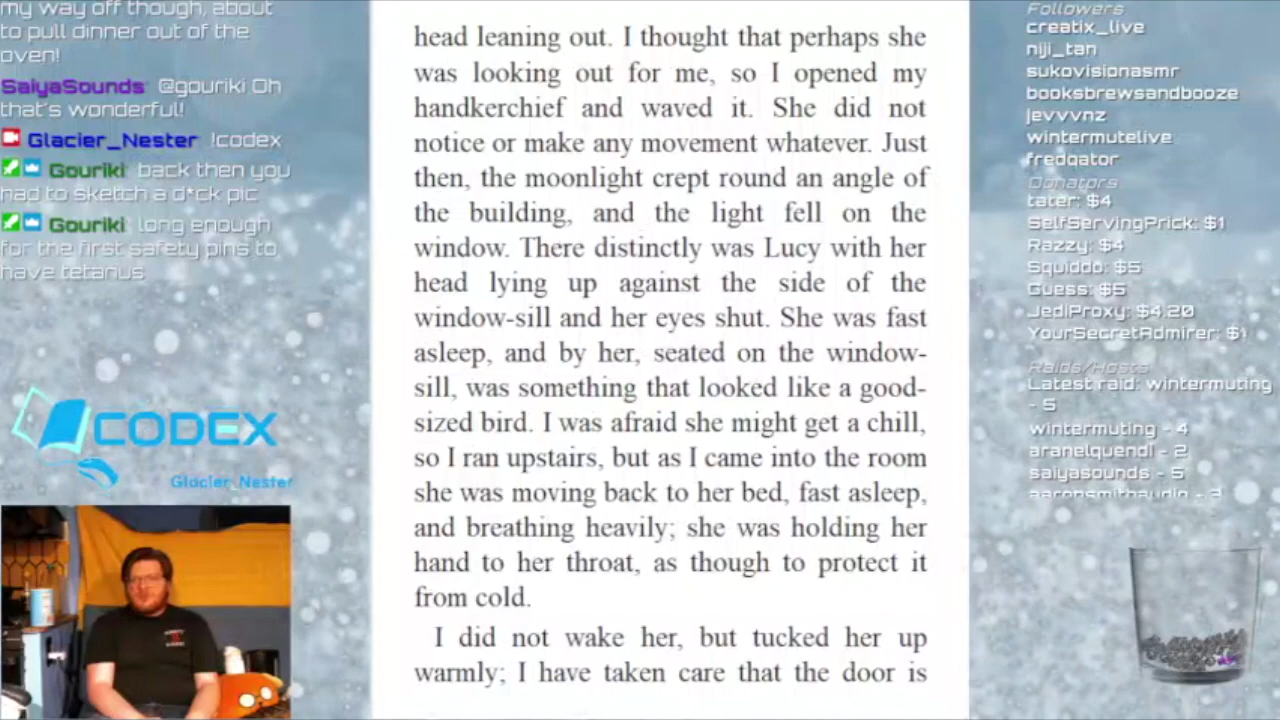 my way off though, about
to pull dinner out of the
oven!
SaiyaSounds: @gouriki Oh
that's wonderful!
Glacier_Nester: !codex
Gouriki: back then you
had to sketch a d*ck pic
Gouriki: long enough
for the first safety pins to
have tetanus
CODEX
Glacier_Nester
head leaning out. I thought that perhaps she
was looking out for me, so I opened my
handkerchief and waved it. She did not
notice or make any movement whatever. Just
then, the moonlight crept round an angle of
the building, and the light fell on the
window. There distinctly was Lucy with her
head lying up against the side of the
window-sill and her eyes shut. She was fast
asleep, and by her, seated on the window-
sill, was something that looked like a good-
sized bird. I was afraid she might get a chill,
so I ran upstairs, but as I came into the room
she was moving back to her bed, fast asleep,
and breathing heavily; she was holding her
hand to her throat, as though to protect it
from cold.
I did not wake her, but tucked her up
warmly; I have taken care that the door is
Followers
creatix_live
niji_tan
sukovisionasmr
booksbrewsandbooze
jevvvnz
wintermutelive
fredgator
Donators
tater: $4
SelfServingPrick: $1
Razzy: $4
Squiddo: $5
Guess: $5
JediProxy: $4.20
YourSecretAdmirer: $1
Raids/Hosts
Latest raid: wintermuting
- 5
wintermuting - 4
aranelquendi - 2
saiyasounds - 5